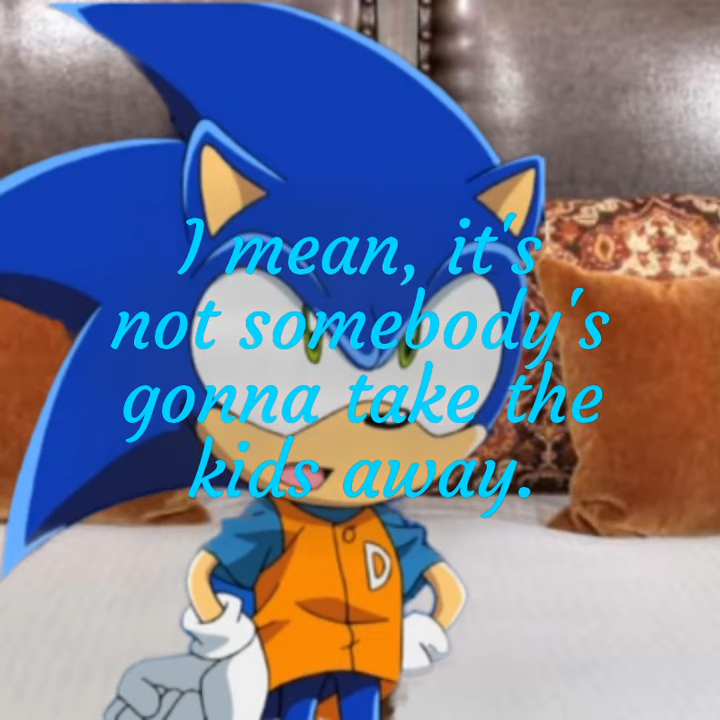 I mean, it's
not somebody's
gonna take the
kids away.
D